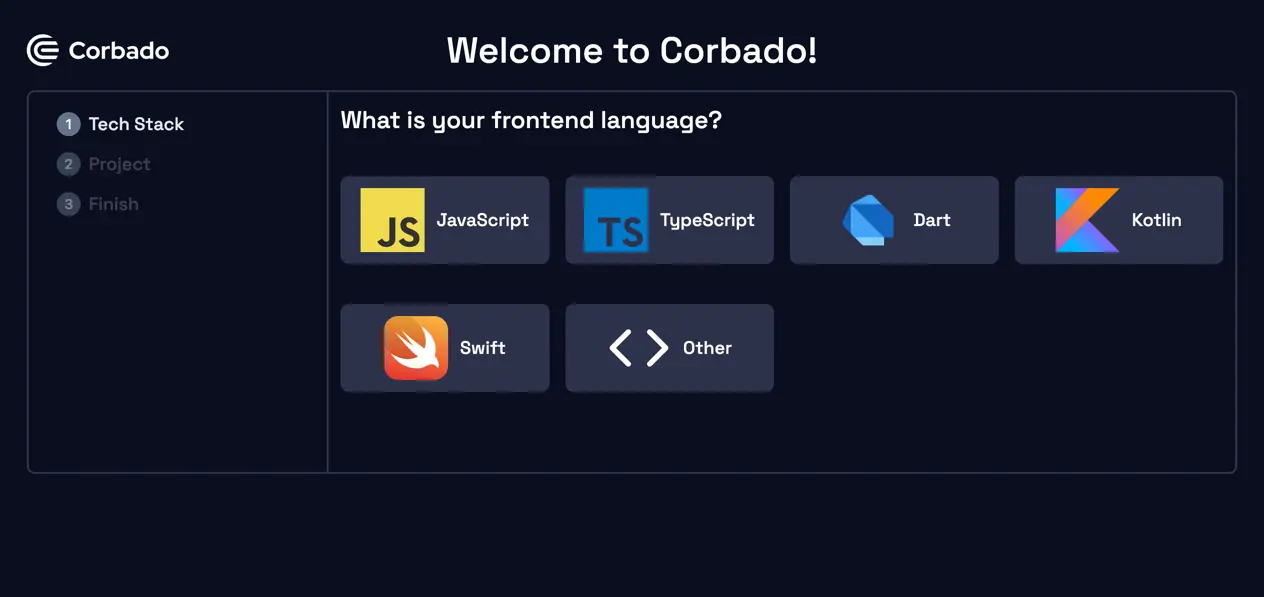 Corbado
Welcome to Corbado!
1 Tech Stack
2 Project
3 Finish
What is your frontend language?
JS JavaScript
TS TypeScript
Dart
Kotlin
Swift
< > Other